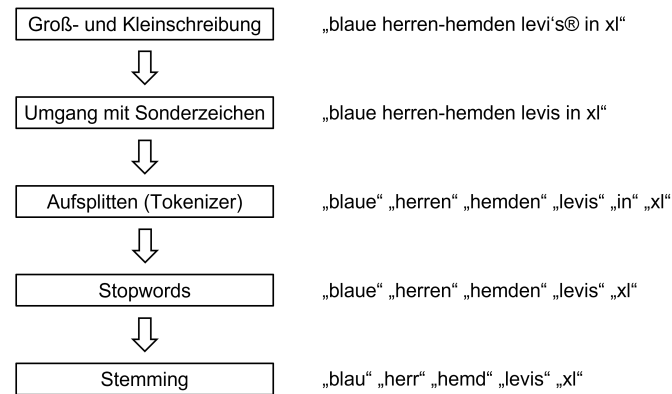 Groß- und Kleinschreibung „blaue herren-hemden levi‘s® in xl“
Umgang mit Sonderzeichen „blaue herren-hemden levis in xl“
Aufsplitten (Tokenizer) „blaue“ „herren“ „hemden“ „levis“ „in“ „xl“
Stopwords „blaue“ „herren“ „hemden“ „levis“ „xl“
Stemming „blau“ „herr“ „hemd“ „levis“ „xl“